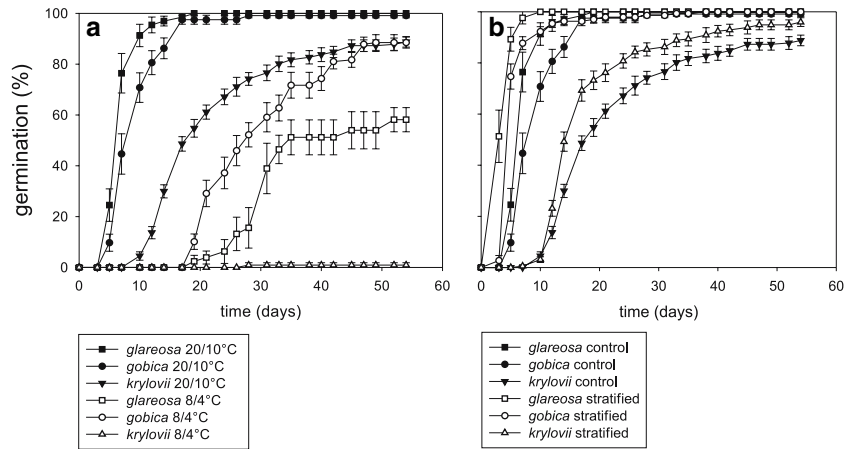 a
b
germination (%)
100
80
60
40
20
0
0 10 20 30 40 50 60
0 10 20 30 40 50 60
time (days)
time (days)
glareosa 20/10°C
gobica 20/10°C
krylovii 20/10°C
glareosa 8/4°C
gobica 8/4°C
krylovii 8/4°C
glareosa control
gobica control
krylovii control
glareosa stratified
gobica stratified
krylovii stratified